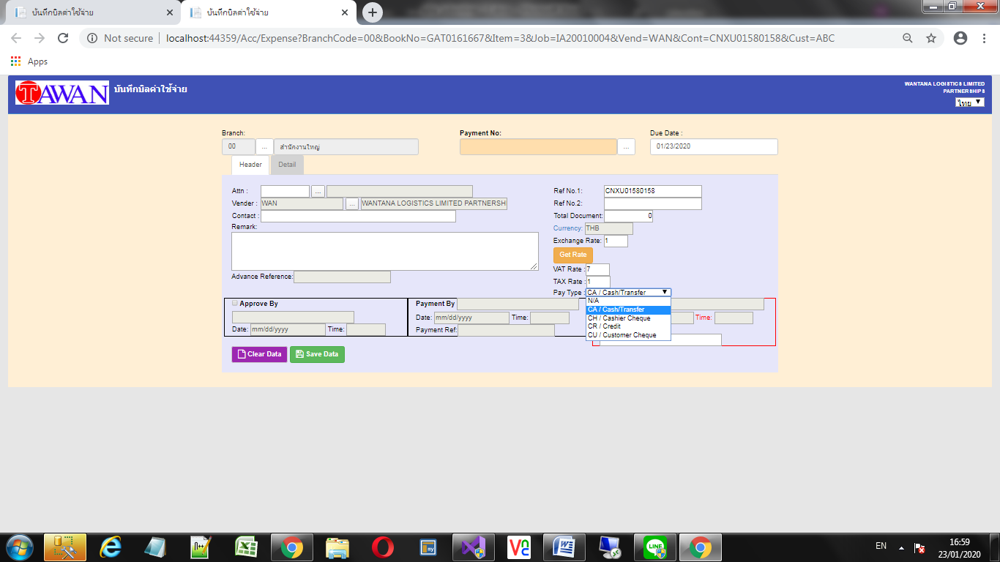 บันทึกบิลค่าใช้จ่าย
บันทึกบิลค่าใช้จ่าย
Not secure
localhost:44359/Acc/Expense?BranchCode=00&BookNo=GAT0161667&Item=3&Job=IA20010004&Vend=WAN&Cont=CNXU01580158&Cust=ABC
Apps
TAWAN
บันทึกบิลค่าใช้จ่าย
WANTANA LOGISTICS LIMITED
PARTNERSHIPS
ไทย
Branch:
Payment No:
Due Date :
00
...
สำนักงานใหญ่
...
01/23/2020
Header
Detail
Attn :
...
Ref No.1:
CNXU01580158
Vender :
WAN
...
WANTANA LOGISTICS LIMITED PARTNERSH
Ref No.2:
Contact :
Total Document:
0
Remark:
Currency:
THB
Exchange Rate:
1
Get Rate
VAT Rate :
7
Advance Reference:
TAX Rate :
1
Pay Type :
CA / Cash/Transfer
N/A
CA / Cash/Transfer
CH / Cashier Cheque
CR / Credit
CU / Customer Cheque
Approve By
Date:
mm/dd/yyyy
Time:
Payment By
Date:
mm/dd/yyyy
Time:
Payment Ref:
Time:
Clear Data
Save Data
EN
16:59
23/01/2020
LINE